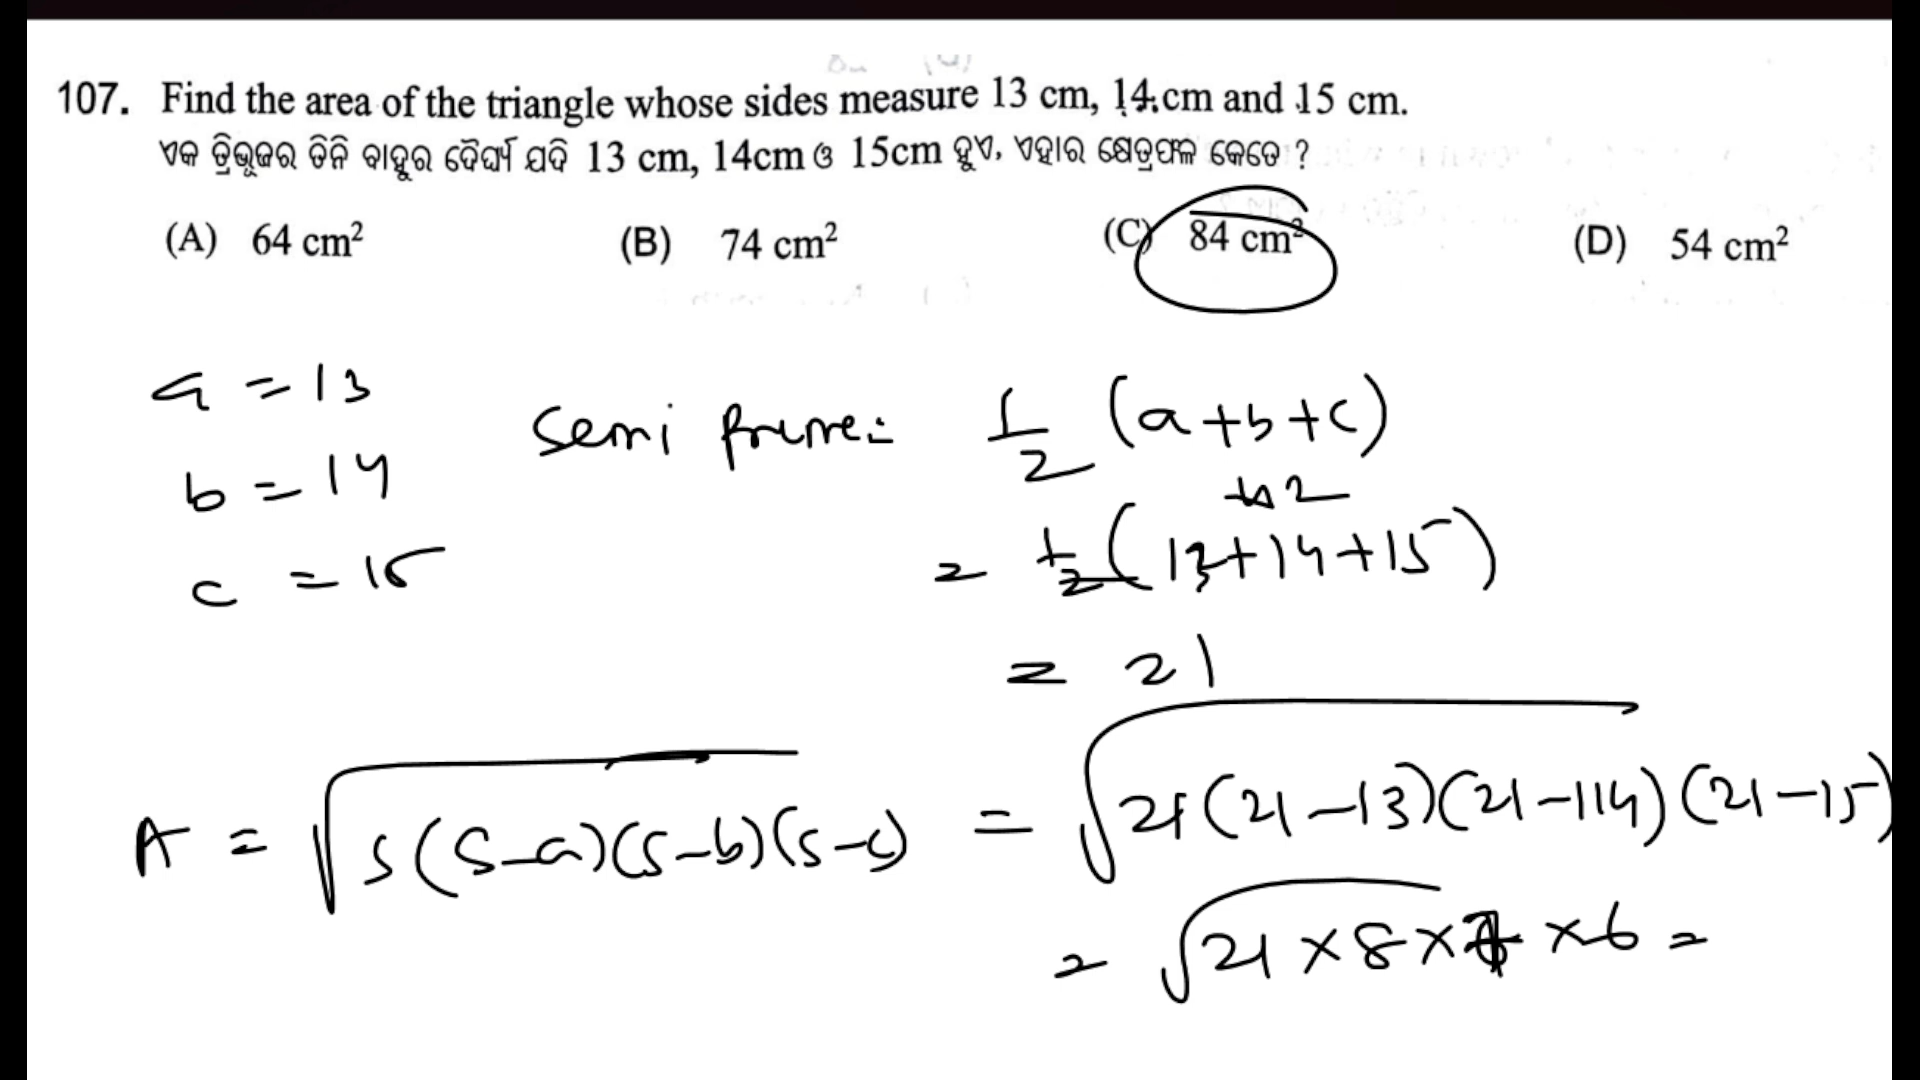 107. Find the area of the triangle whose sides measure 13 cm, 14 cm and 15 cm.
ଏକ ତ୍ରିଭୂଜର ତିନି ବାହୁର ଦୈର୍ଘ୍ୟ ଯଦି 13 cm, 14cm ଓ 15cm ହୁଏ, ଏହାର କ୍ଷେତ୍ରଫଳ କେତେ ?
(A) 64 cm² (B) 74 cm² (C) 84 cm² (D) 54 cm²
a = 13
b = 14
c = 15
Semi = 1/2 (a+b+c)
42
= 1/2 (13+14+15)
= 21
A = √s(s-a)(s-b)(s-c) = √21(21-13)(21-114)(21-15)
= √21×8×7×6 =